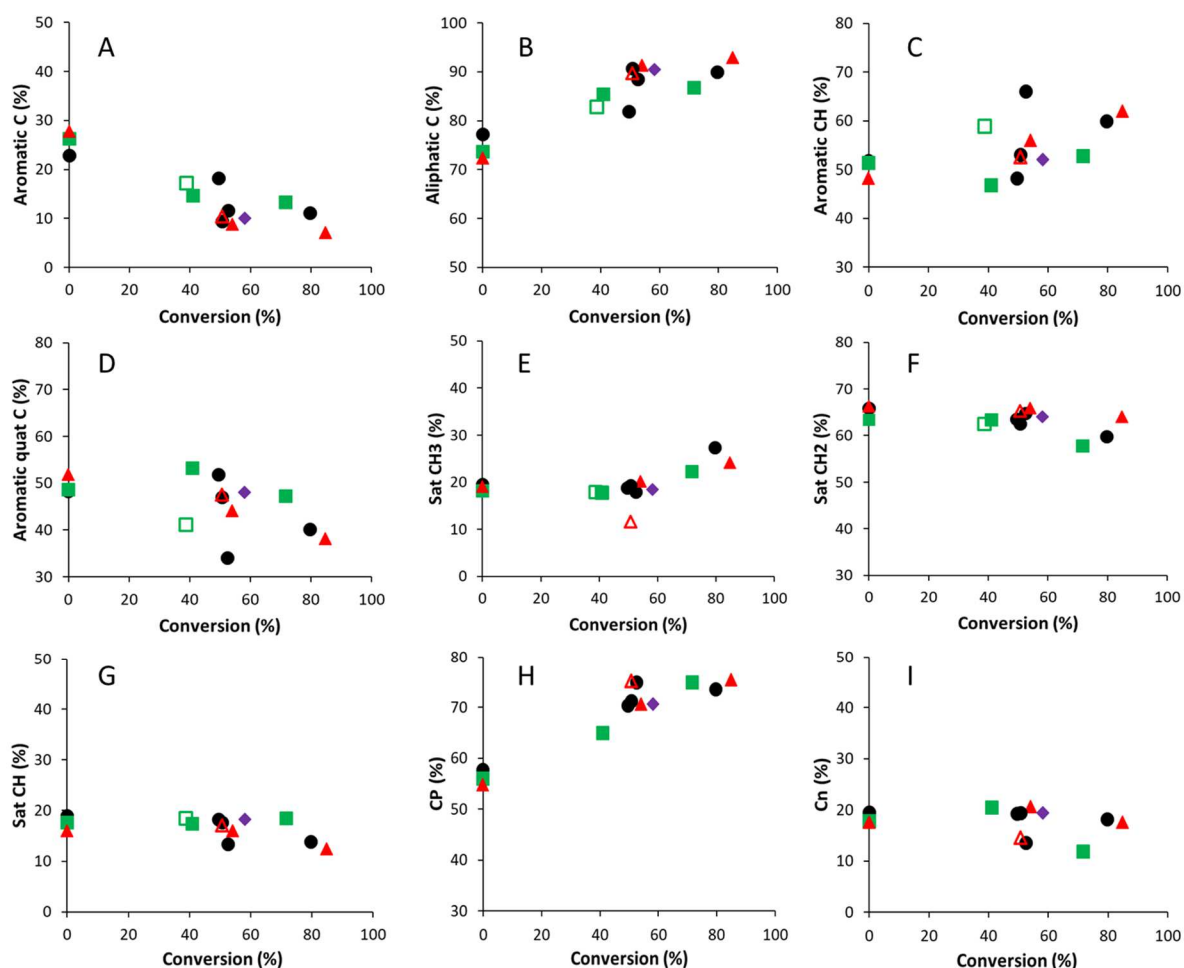 A
Aromatic C (%)
50
40
30
20
10
0
0 20 40 60 80 100
Conversion (%)
B
Aliphatic C (%)
100
90
80
70
60
50
0 20 40 60 80 100
Conversion (%)
C
Aromatic CH (%)
80
70
60
50
40
30
0 20 40 60 80 100
Conversion (%)
D
Aromatic quat C (%)
80
70
60
50
40
30
0 20 40 60 80 100
Conversion (%)
E
Sat CH3 (%)
50
40
30
20
10
0
0 20 40 60 80 100
Conversion (%)
F
Sat CH2 (%)
80
70
60
50
40
30
0 20 40 60 80 100
Conversion (%)
G
Sat CH (%)
50
40
30
20
10
0
0 20 40 60 80 100
Conversion (%)
H
CP (%)
80
70
60
50
40
30
0 20 40 60 80 100
Conversion (%)
I
Cn (%)
50
40
30
20
10
0
0 20 40 60 80 100
Conversion (%)